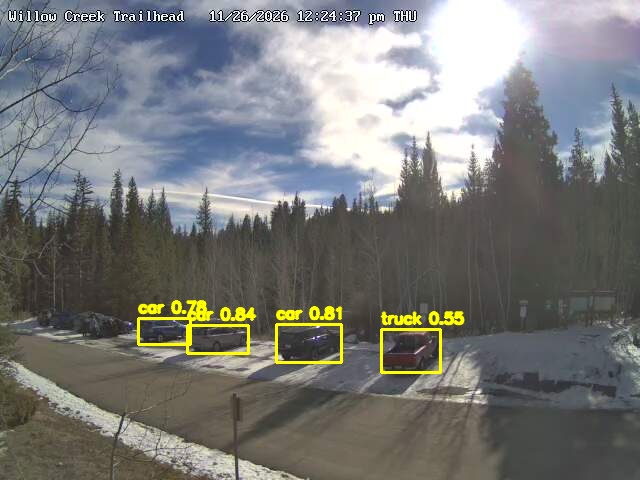 Willow Creek Trailhead   11/26/2026 12:24:37 pm THU
car 0.78
car 0.84
car 0.81
truck 0.55